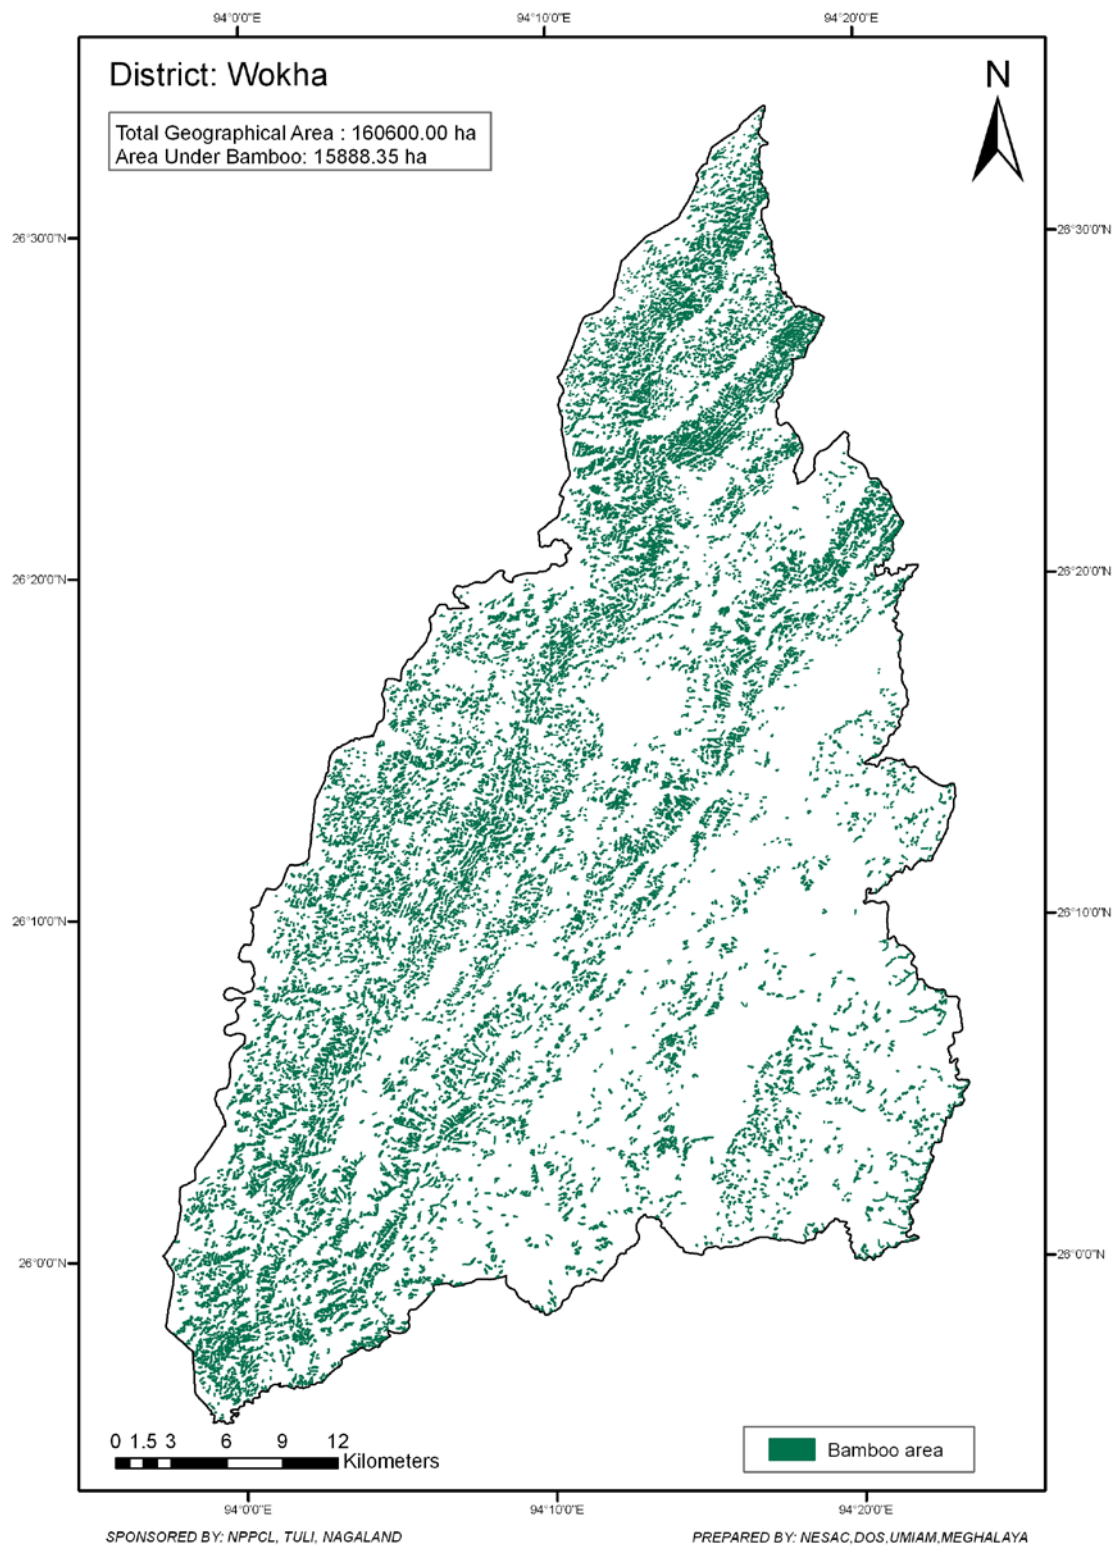 94°0'0"E 94°10'0"E 94°20'0"E
District: Wokha
N
Total Geographical Area : 160600.00 ha
Area Under Bamboo: 15888.35 ha
26°30'0"N 26°30'0"N
26°20'0"N 26°20'0"N
26°10'0"N 26°10'0"N
26°0'0"N 26°0'0"N
0 1.5 3 6 9 12
Kilometers
Bamboo area
94°0'0"E 94°10'0"E 94°20'0"E
SPONSORED BY: NPPCL, TULI, NAGALAND PREPARED BY: NESAC,DOS,UMIAM,MEGHALAYA